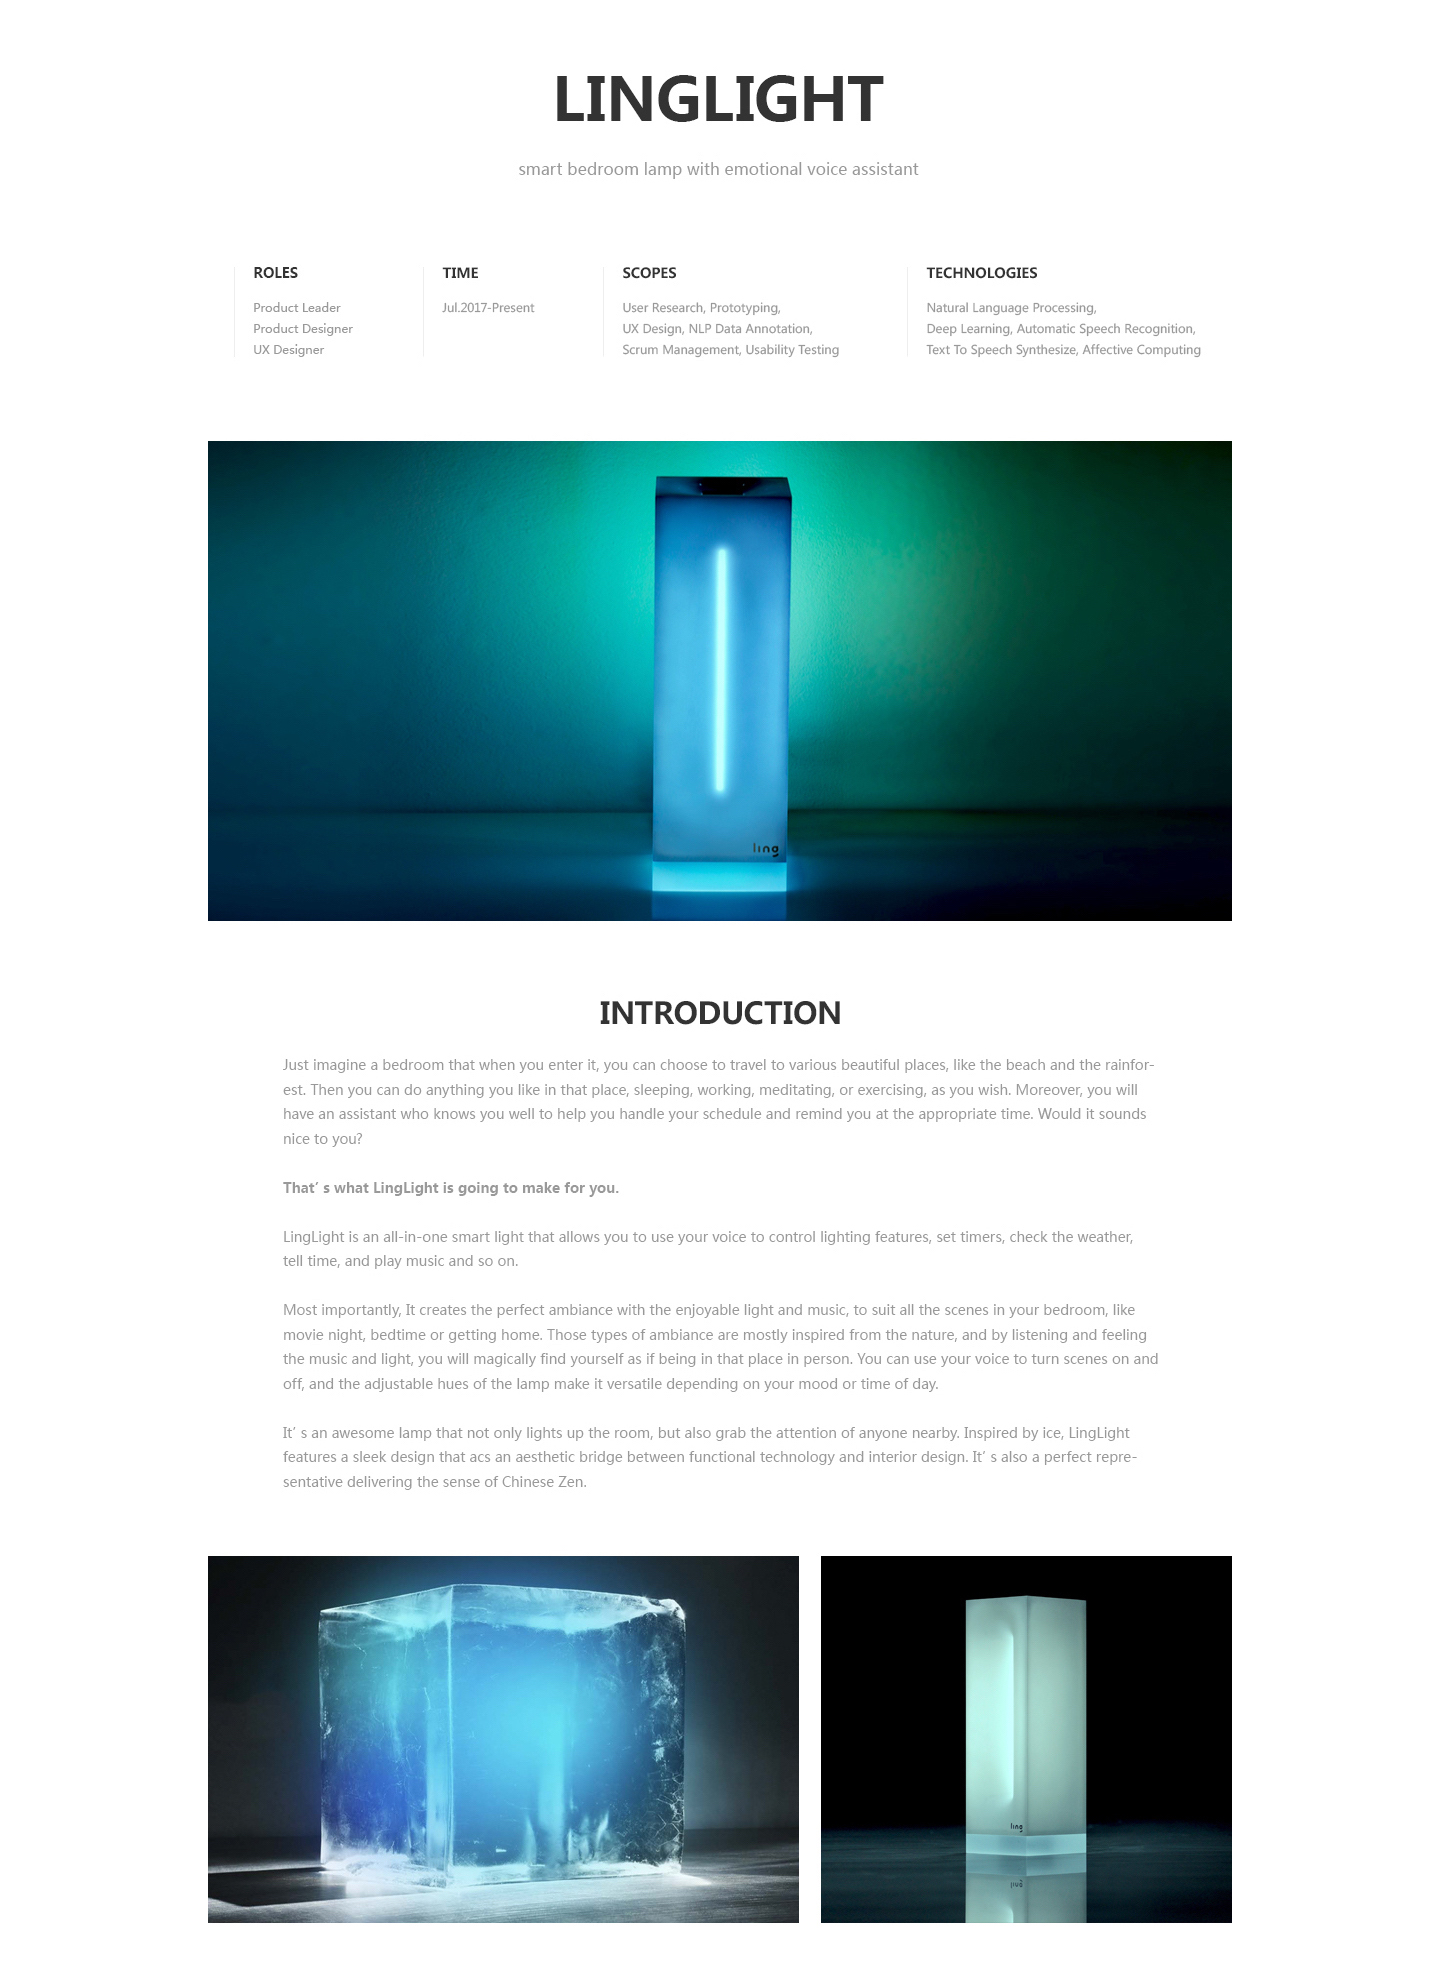 LINGLIGHT
smart bedroom lamp with emotional voice assistant
ROLES
Product Leader
Product Designer
UX Designer
TIME
Jul.2017-Present
SCOPES
User Research, Prototyping,
UX Design, NLP Data Annotation,
Scrum Management, Usability Testing
TECHNOLOGIES
Natural Language Processing,
Deep Learning, Automatic Speech Recognition,
Text To Speech Synthesize, Affective Computing
ling
INTRODUCTION
Just imagine a bedroom that when you enter it, you can choose to travel to various beautiful places, like the beach and the rainfor-
est. Then you can do anything you like in that place, sleeping, working, meditating, or exercising, as you wish. Moreover, you will
have an assistant who knows you well to help you handle your schedule and remind you at the appropriate time. Would it sounds
nice to you?
That’ s what LingLight is going to make for you.
LingLight is an all-in-one smart light that allows you to use your voice to control lighting features, set timers, check the weather,
tell time, and play music and so on.
Most importantly, It creates the perfect ambiance with the enjoyable light and music, to suit all the scenes in your bedroom, like
movie night, bedtime or getting home. Those types of ambiance are mostly inspired from the nature, and by listening and feeling
the music and light, you will magically find yourself as if being in that place in person. You can use your voice to turn scenes on and
off, and the adjustable hues of the lamp make it versatile depending on your mood or time of day.
It’ s an awesome lamp that not only lights up the room, but also grab the attention of anyone nearby. Inspired by ice, LingLight
features a sleek design that acs an aesthetic bridge between functional technology and interior design. It’ s also a perfect repre-
sentative delivering the sense of Chinese Zen.
ling